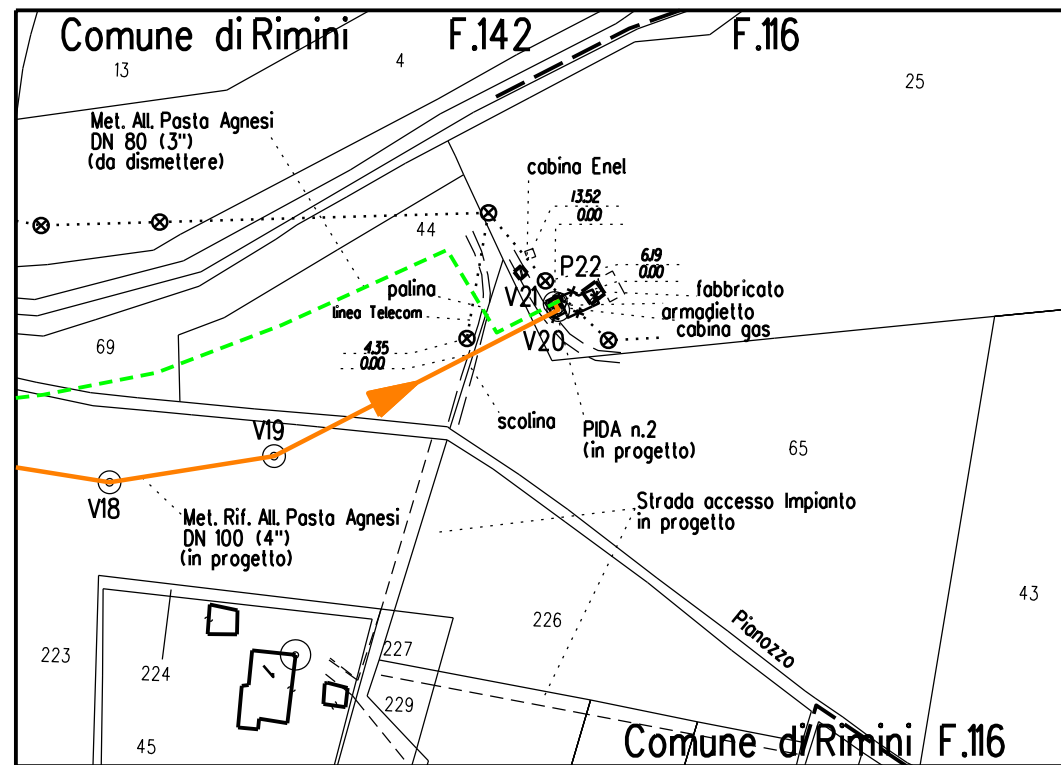 Comune di Rimini F.142 F.116
13
4
25
Met. All. Pasta Agnesi
DN 80 (3")
(da dismettere)
cabina Enel
13.52
0.00
44
P22
6.19
0.00
palina
V21
fabbricato
linea Telecom
armadietto
cabina gas
V20
69
4.35
0.00
scolina
V19
PIDA n.2
(in progetto)
65
V18
Met. Rif. All. Pasta Agnesi
DN 100 (4")
(in progetto)
Strada accesso Impianto
in progetto
43
226
Pianozzo
223
224
227
229
45
Comune di Rimini F.116